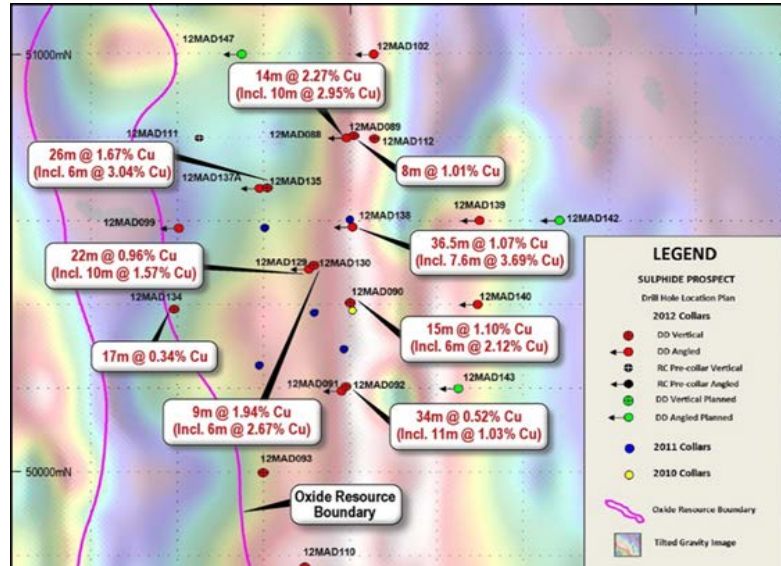 12MAD147
12MAD102
51000mN
14m @ 2.27% Cu
(Incl. 10m @ 2.95% Cu)
12MAD111
12MAD088
12MAD089
12MAD112
26m @ 1.67% Cu
(Incl. 6m @ 3.04% Cu)
8m @ 1.01% Cu
12MAD137A
12MAD135
12MAD099
12MAD138
12MAD139
12MAD142
22m @ 0.96% Cu
(Incl. 10m @ 1.57% Cu)
36.5m @ 1.07% Cu
(Incl. 7.6m @ 3.69% Cu)
12MAD129
12MAD130
12MAD134
12MAD090
12MAD140
17m @ 0.34% Cu
15m @ 1.10% Cu
(Incl. 6m @ 2.12% Cu)
12MAD091
12MAD092
12MAD143
9m @ 1.94% Cu
(Incl. 6m @ 2.67% Cu)
34m @ 0.52% Cu
(Incl. 11m @ 1.03% Cu)
12MAD093
50000mN
Oxide Resource
Boundary
12MAD110
LEGEND
SULPHIDE PROSPECT
Drill Hole Location Plan
2012 Collars
DD Vertical
DD Angled
RC Pre-collar Vertical
RC Pre-collar Angled
DD Vertical Planned
DD Angled Planned
2011 Collars
2010 Collars
Oxide Resource Boundary
Tilted Gravity Image